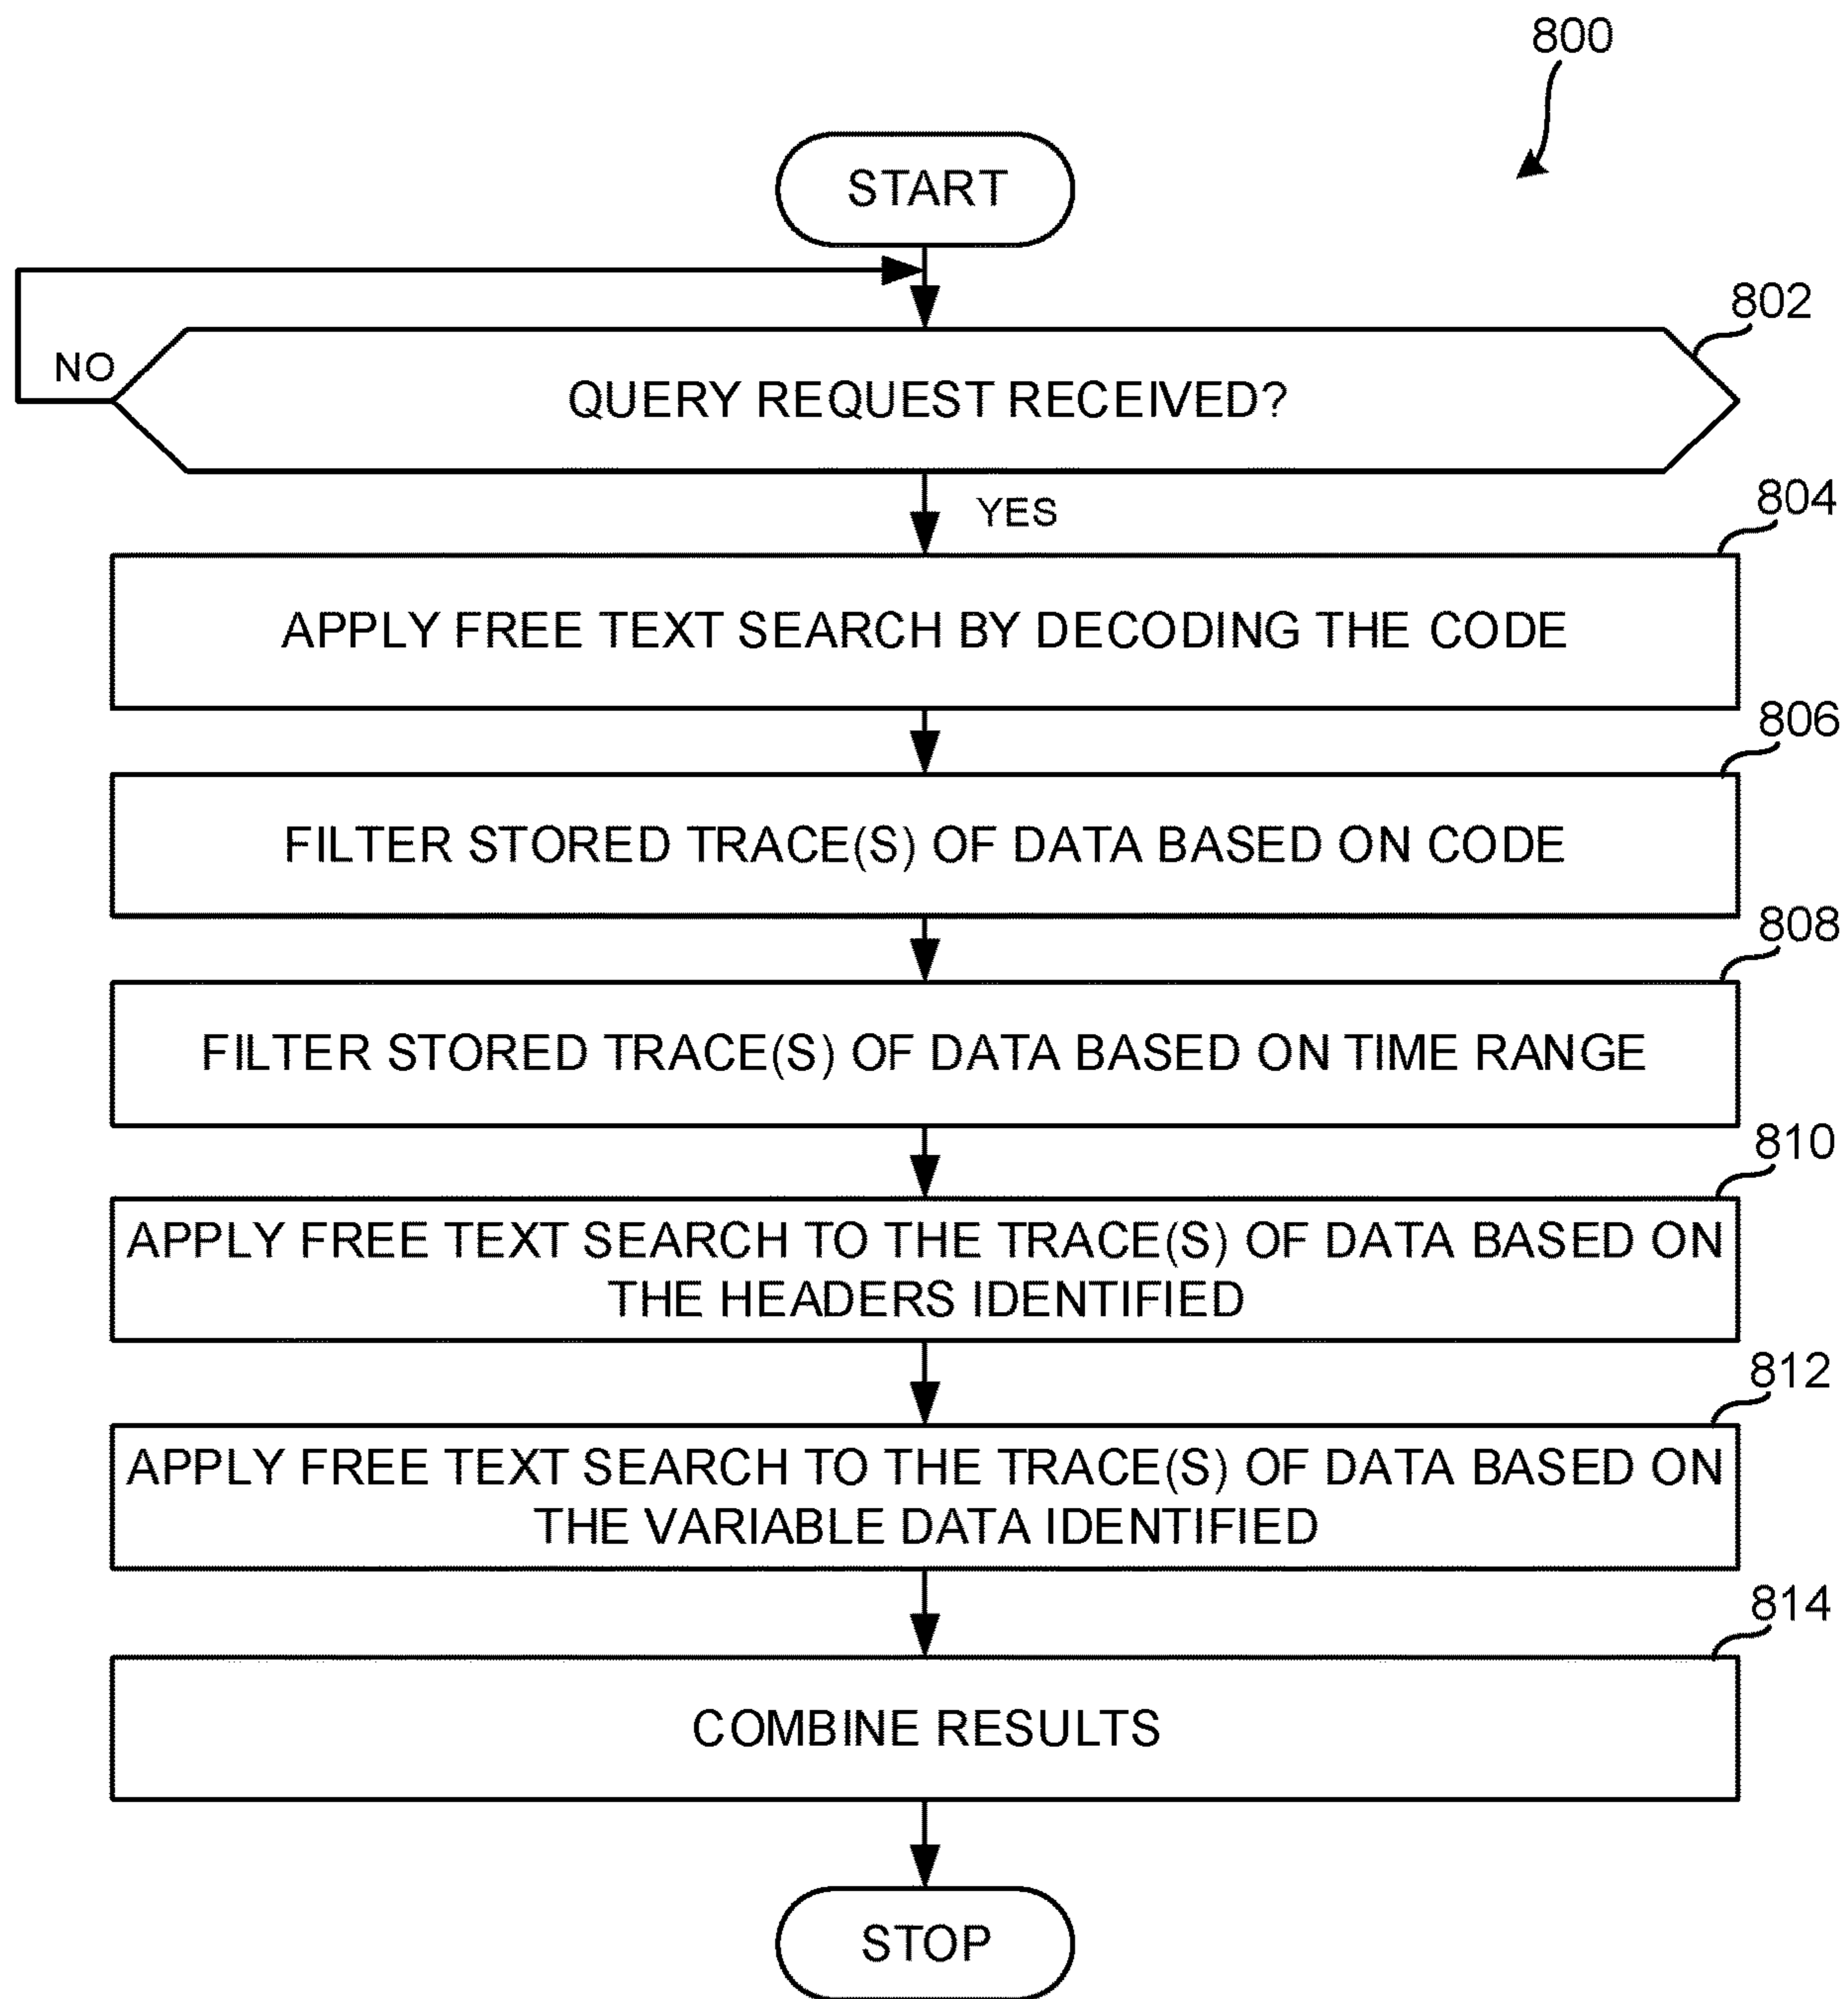 800
START
802
NO
QUERY REQUEST RECEIVED?
YES
804
APPLY FREE TEXT SEARCH BY DECODING THE CODE
806
FILTER STORED TRACE(S) OF DATA BASED ON CODE
808
FILTER STORED TRACE(S) OF DATA BASED ON TIME RANGE
810
APPLY FREE TEXT SEARCH TO THE TRACE(S) OF DATA BASED ON
THE HEADERS IDENTIFIED
812
APPLY FREE TEXT SEARCH TO THE TRACE(S) OF DATA BASED ON
THE VARIABLE DATA IDENTIFIED
814
COMBINE RESULTS
STOP